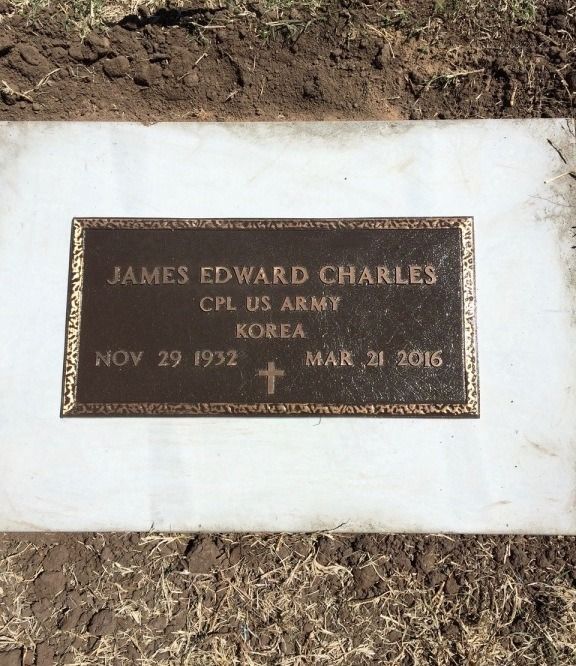 JAMES EDWARD CHARLES
CPL US ARMY
KOREA
NOV 29 1932 MAR 21 2016